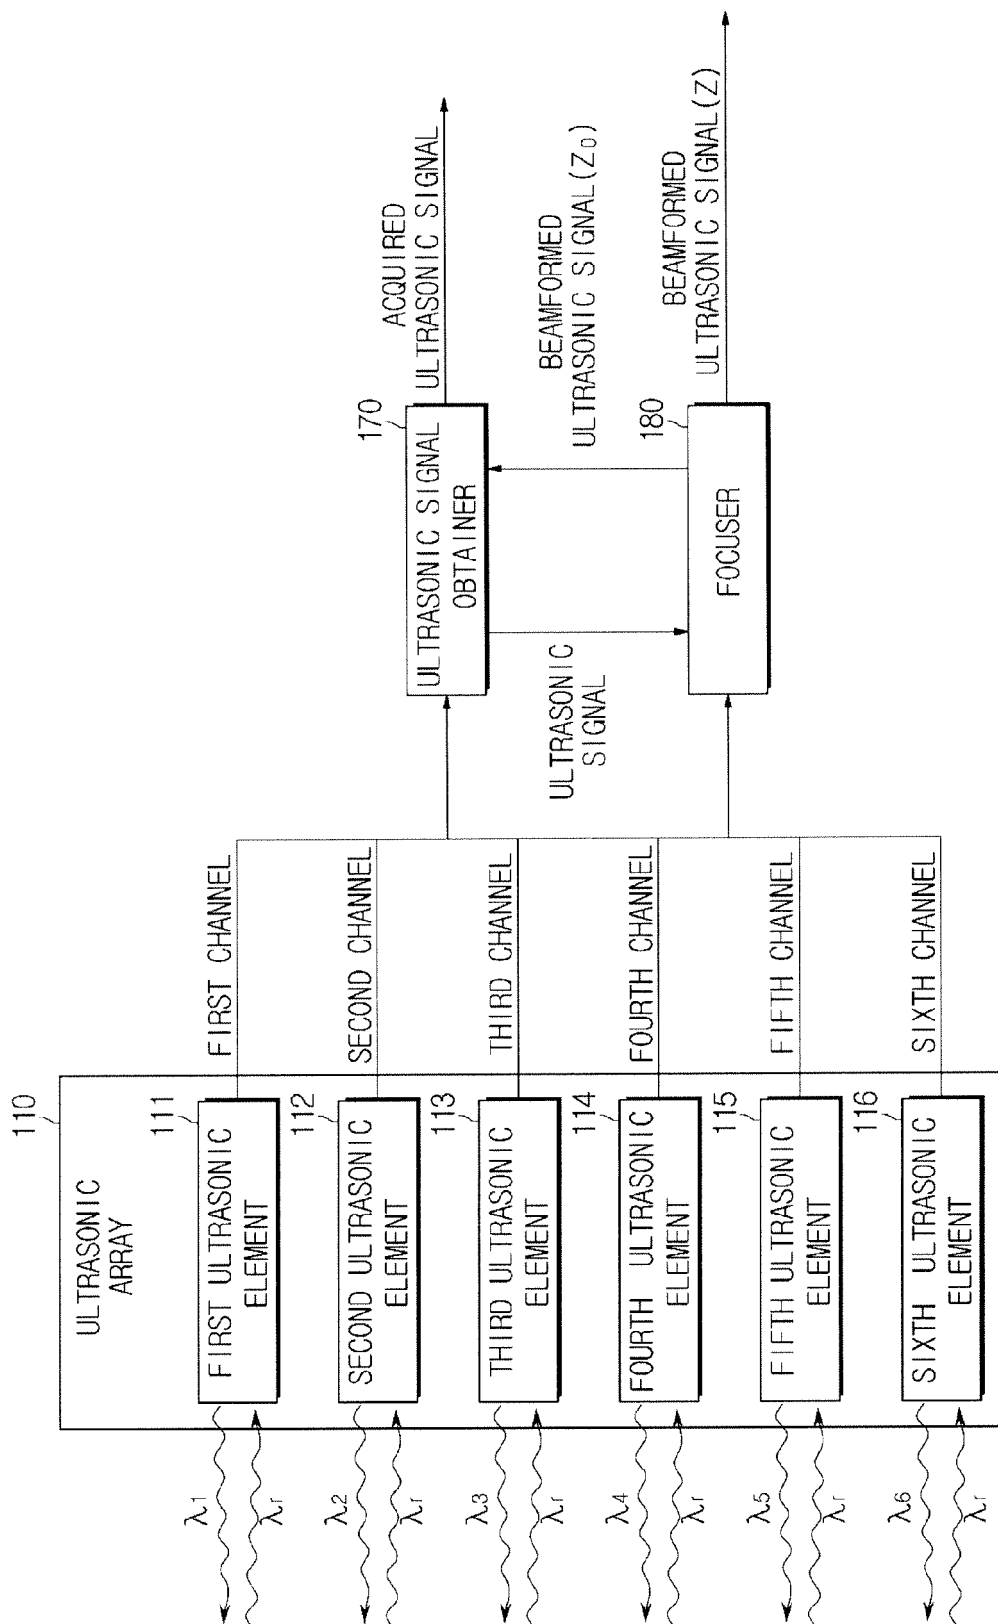 110
ULTRASONIC
ARRAY
λ1
λr
111
FIRST ULTRASONIC
ELEMENT
FIRST CHANNEL
λ2
λr
112
SECOND ULTRASONIC
ELEMENT
SECOND CHANNEL
λ3
λr
113
THIRD ULTRASONIC
ELEMENT
THIRD CHANNEL
λ4
λr
114
FOURTH ULTRASONIC
ELEMENT
FOURTH CHANNEL
λ5
λr
115
FIFTH ULTRASONIC
ELEMENT
FIFTH CHANNEL
λ6
λr
116
SIXTH ULTRASONIC
ELEMENT
SIXTH CHANNEL
170
ULTRASONIC SIGNAL
OBTAINER
ACQUIRED
ULTRASONIC SIGNAL
ULTRASONIC
SIGNAL
BEAMFORMED
ULTRASONIC SIGNAL(Z0)
180
FOCUSER
BEAMFORMED
ULTRASONIC SIGNAL(Z)